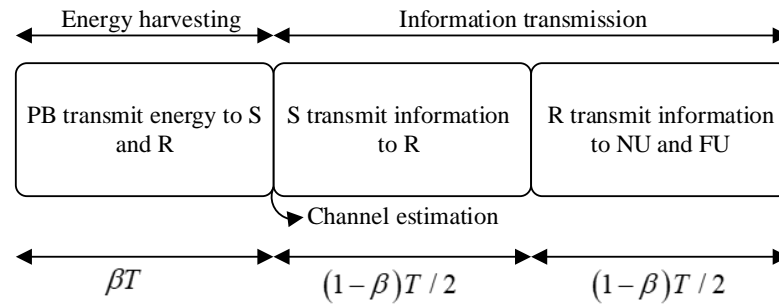 Energy harvesting
Information transmission
PB transmit energy to S
and R
S transmit information
to R
R transmit information
to NU and FU
Channel estimation
βT
(1−β)T / 2
(1−β)T / 2